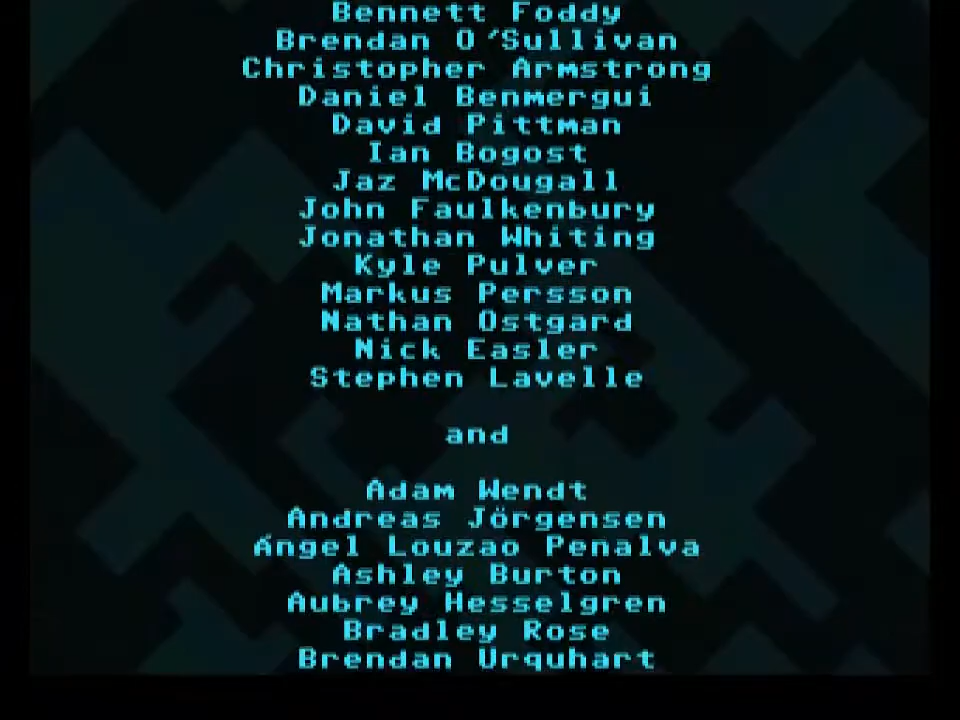 Bennett Foddy
Brendan O'Sullivan
Christopher Armstrong
Daniel Benmergui
David Pittman
Ian Bogost
Jaz McDougall
John Faulkenbury
Jonathan Whiting
Kyle Pulver
Markus Persson
Nathan Ostgard
Nick Easler
Stephen Lavelle
and
Adam Wendt
Andreas Jörgensen
Ángel Louzao Penalva
Ashley Burton
Aubrey Hesselgren
Bradley Rose
Brendan Urquhart